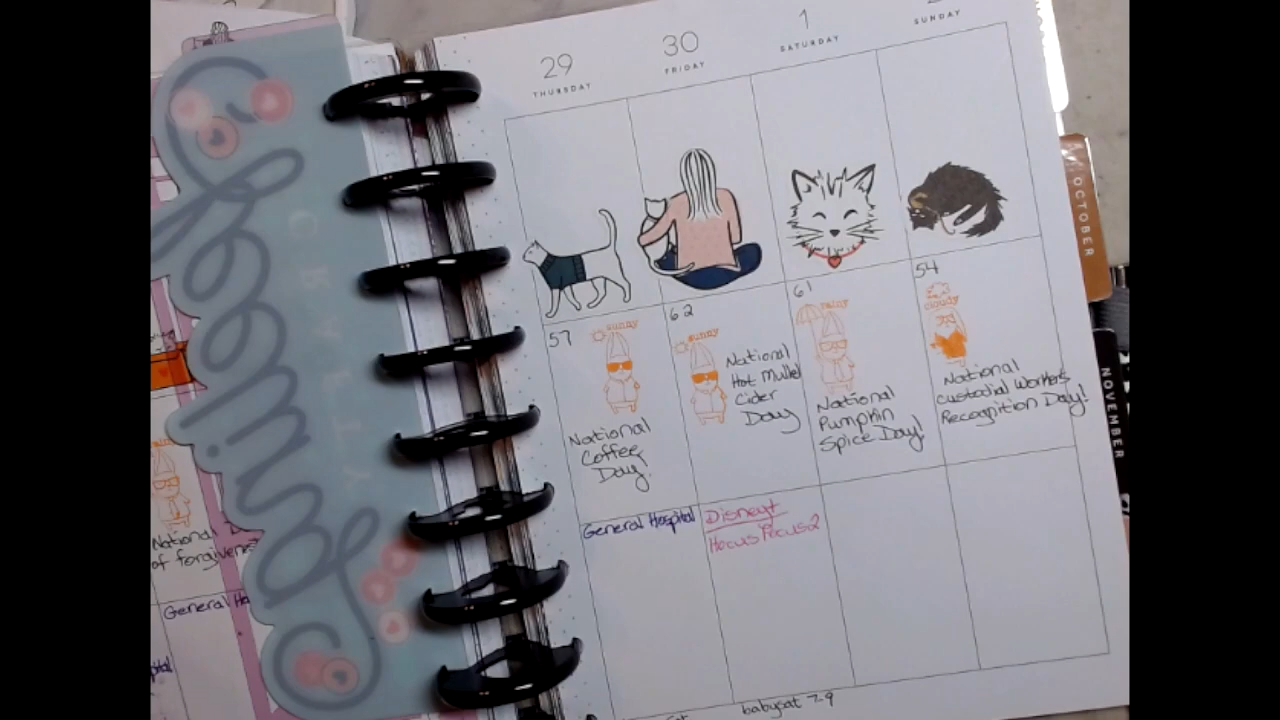 29
THURSDAY
30
FRIDAY
1
SATURDAY
SUNDAY
57
sunny
National
Coffee
Day!
62
sunny
National
Hot Mulled
Cider
Day
61
rainy
National
Pumpkin
Spice Day!
54
cloudy
National
Custodial Workers
Recognition Day!
General Hospital
Disney+
Hocus Pocus 2
babysat 7-9
OCTOBER
NOVEMBER
National
of forgiveness
General Ho